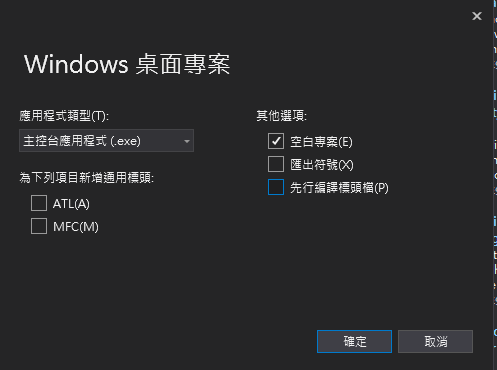 Windows 桌面專案
應用程式類型(T):
主控台應用程式 (.exe)
為下列項目新增通用標頭:
ATL(A)
MFC(M)
其他選項:
空白專案(E)
匯出符號(X)
先行編譯標頭檔(P)
確定
取消